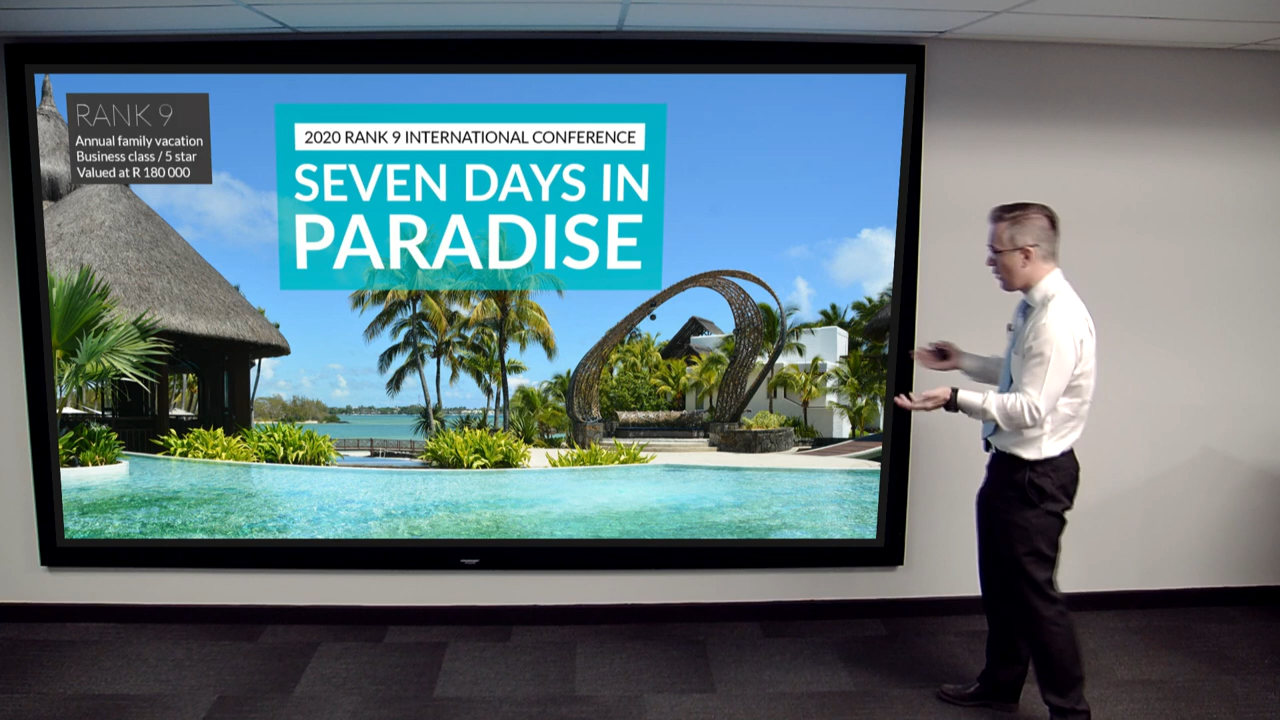 RANK 9
Annual family vacation
Business class / 5 star
Valued at R 180 000
2020 RANK 9 INTERNATIONAL CONFERENCE
SEVEN DAYS IN
PARADISE